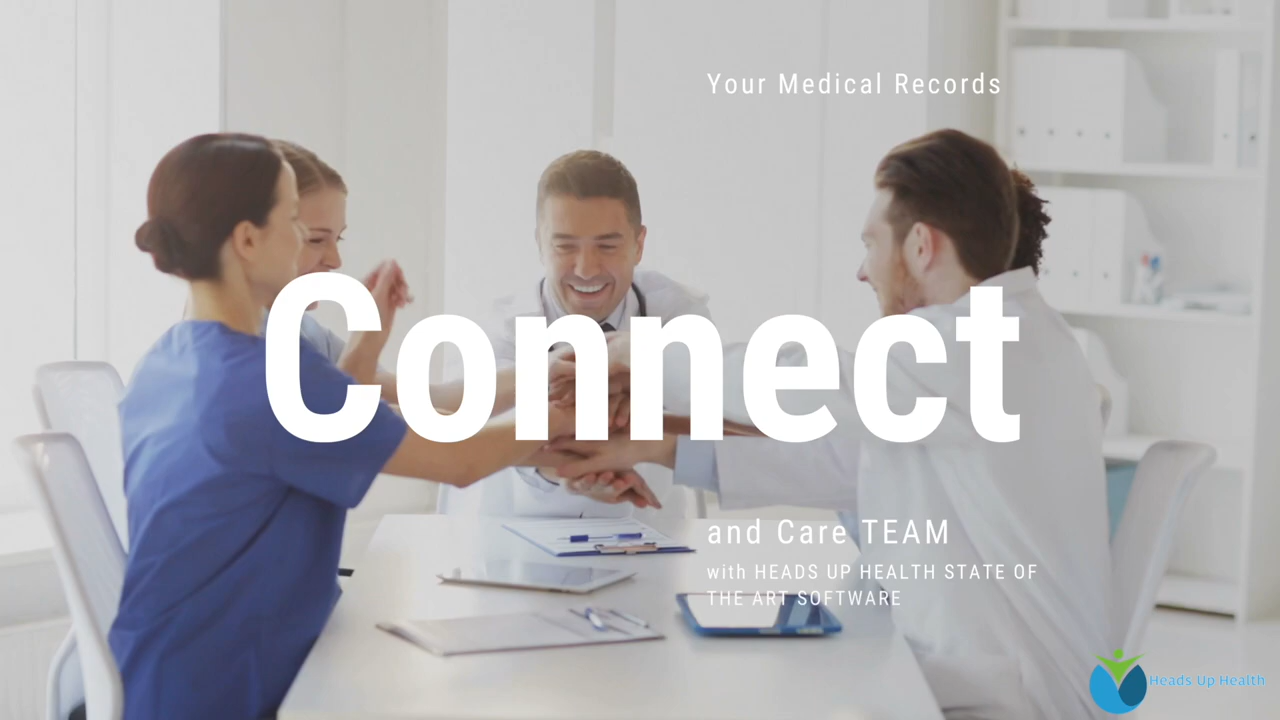 Your Medical Records
Connect
and Care TEAM
with HEADS UP HEALTH STATE OF
THE ART SOFTWARE
Heads Up Health